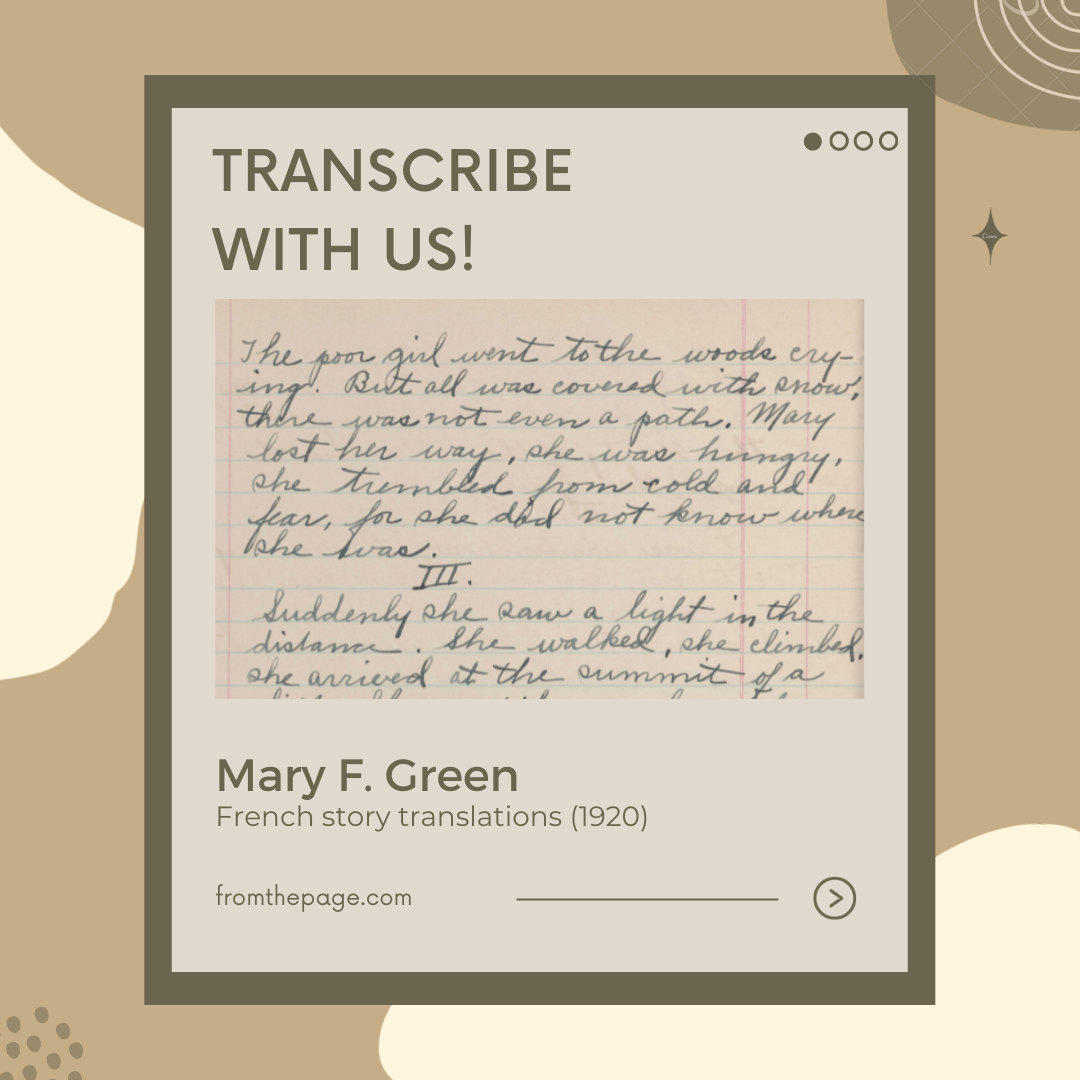 TRANSCRIBE
WITH US!
The poor girl went to the woods cry-
ing. But all was covered with snow,
there was not even a path. Mary
lost her way, she was hungry,
she trembled from cold and
fear, for she did not know where
she was.
III.
Suddenly she saw a light in the
distance. She walked, she climbed,
she arrived at the summit of a
Mary F. Green
French story translations (1920)
fromthepage.com